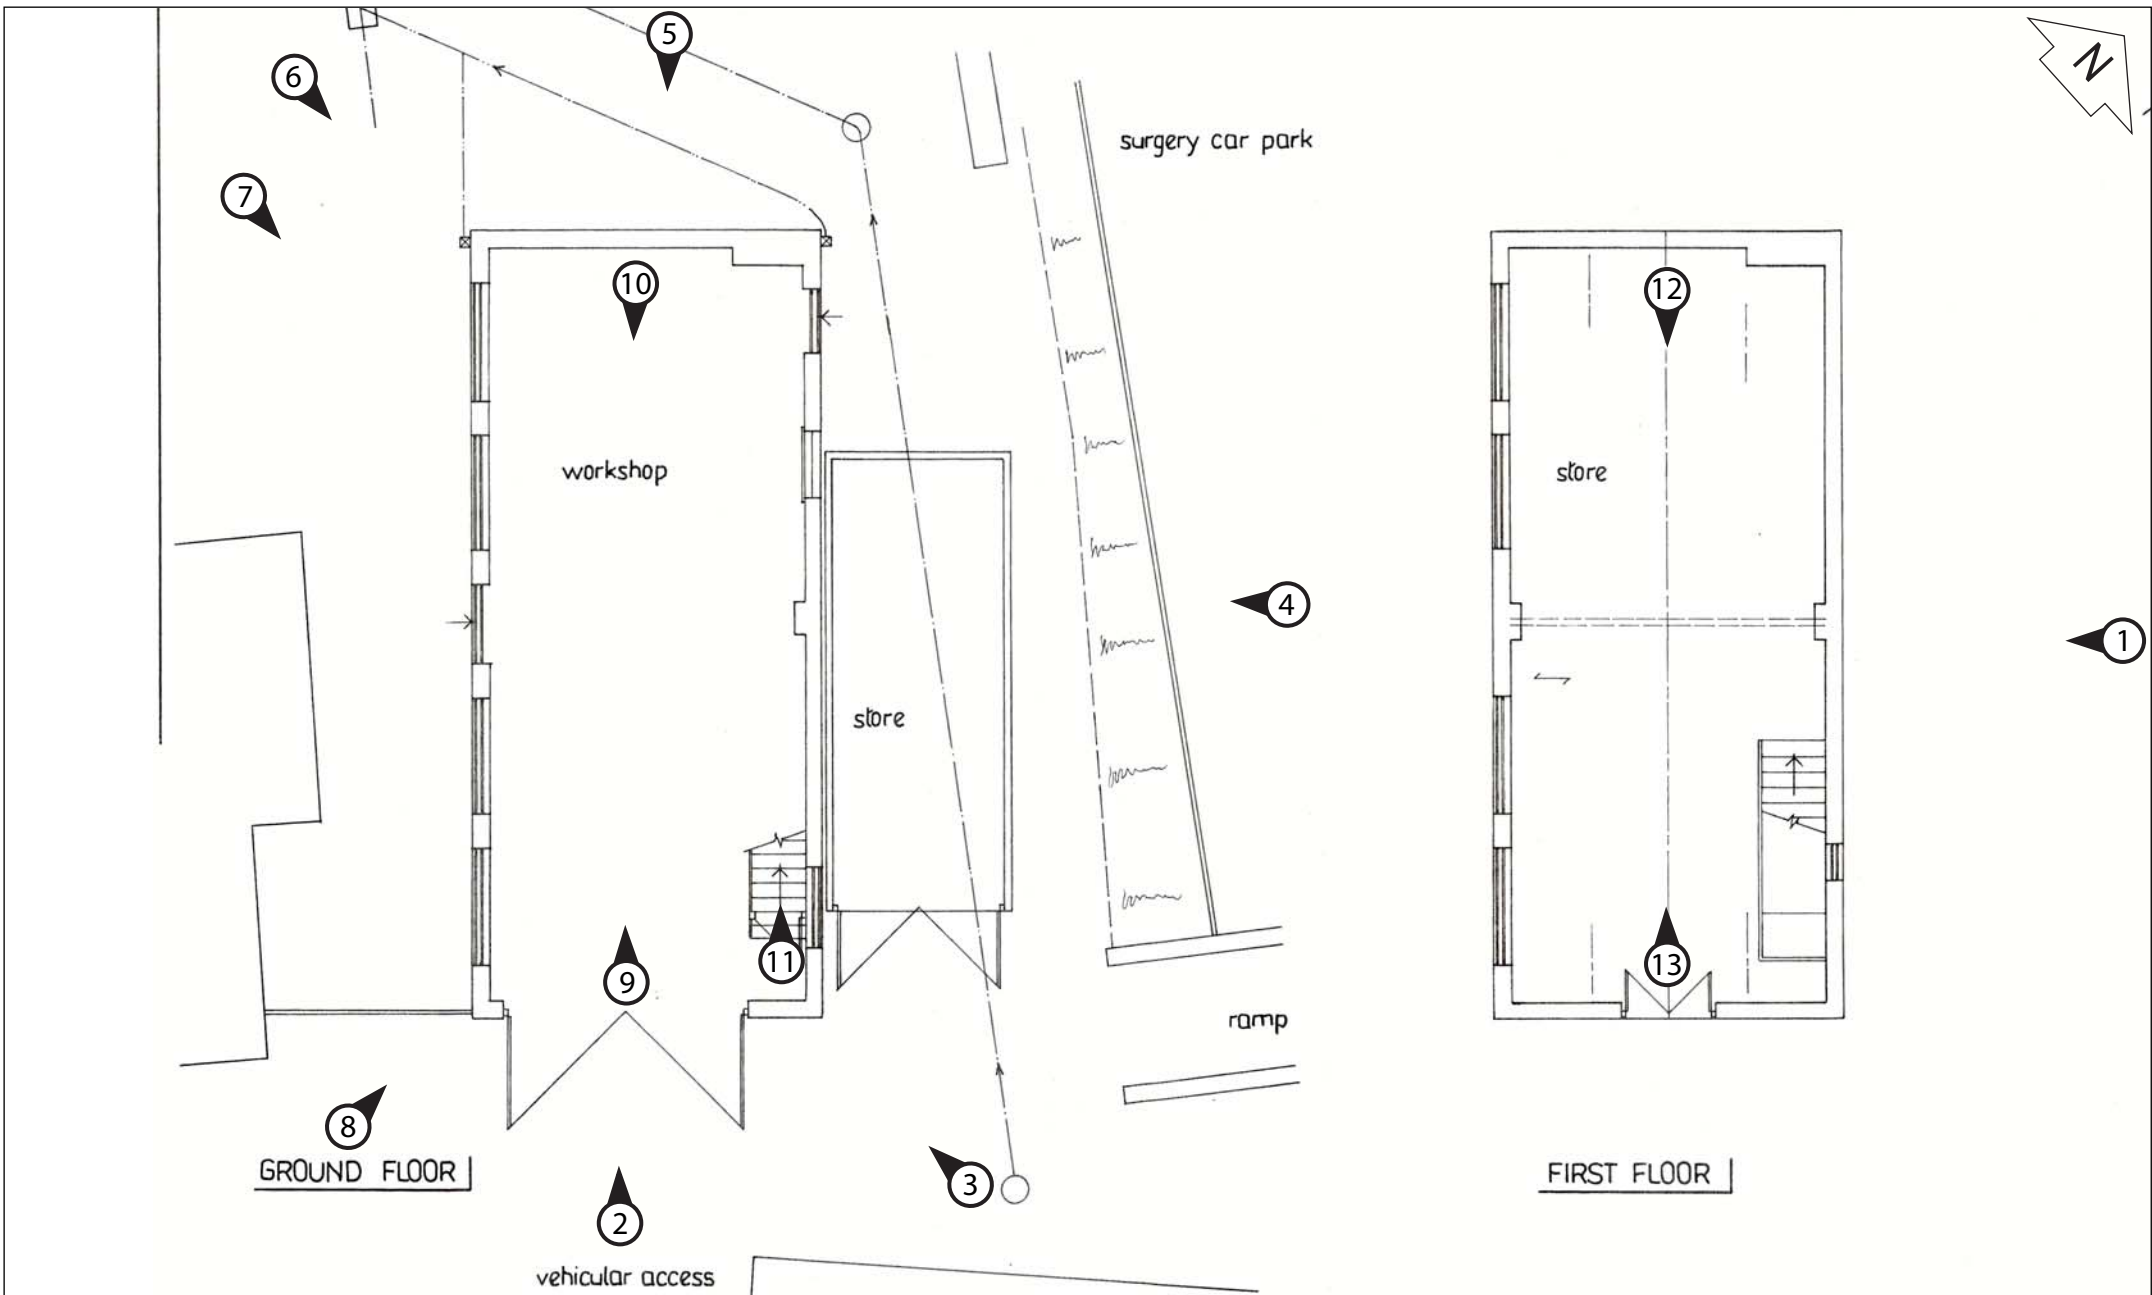 5
N
6
surgery car park
7
10
12
workshop
store
4
1
store
13
11
9
ramp
8
GROUND FLOOR
3
FIRST FLOOR
2
vehicular access